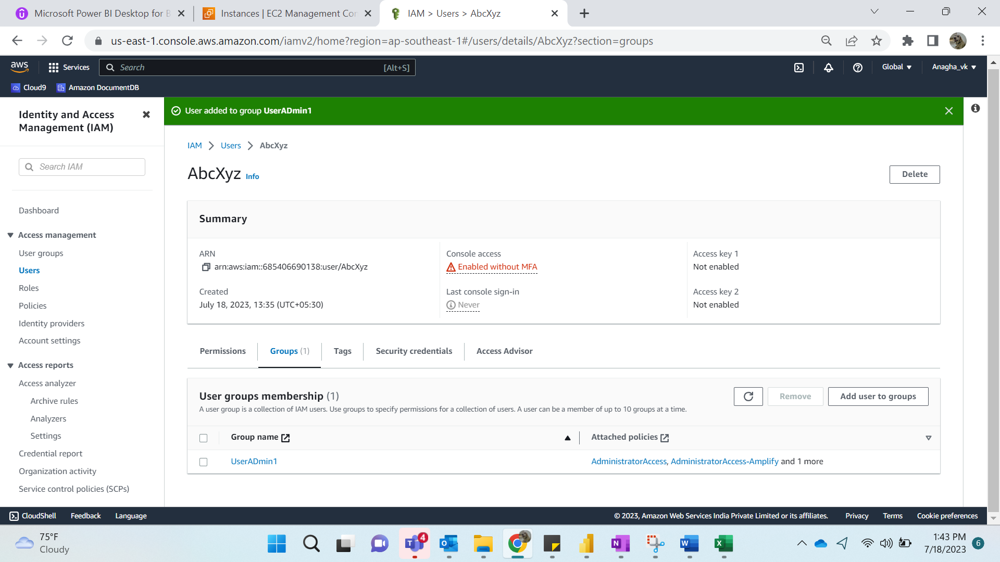 Microsoft Power BI Desktop for B
Instances | EC2 Management Con
IAM > Users > AbcXyz
us-east-1.console.aws.amazon.com/iamv2/home?region=ap-southeast-1#/users/details/AbcXyz?section=groups
aws
Services
Search
[Alt+S]
Global
Anagha_vk
Cloud9
Amazon DocumentDB
Identity and Access
Management (IAM)
Search IAM
Dashboard
Access management
User groups
Users
Roles
Policies
Identity providers
Account settings
Access reports
Access analyzer
Archive rules
Analyzers
Settings
Credential report
Organization activity
Service control policies (SCPs)
User added to group UserADmin1
IAM > Users > AbcXyz
AbcXyz Info
Delete
Summary
ARN
arn:aws:iam::685406690138:user/AbcXyz
Created
July 18, 2023, 13:35 (UTC+05:30)
Console access
Enabled without MFA
Last console sign-in
Never
Access key 1
Not enabled
Access key 2
Not enabled
Permissions
Groups (1)
Tags
Security credentials
Access Advisor
User groups membership (1)
A user group is a collection of IAM users. Use groups to specify permissions for a collection of users. A user can be a member of up to 10 groups at a time.
Remove
Add user to groups
Group name
Attached policies
UserADmin1
AdministratorAccess, AdministratorAccess-Amplify and 1 more
CloudShell
Feedback
Language
© 2023, Amazon Web Services India Private Limited or its affiliates.
Privacy
Terms
Cookie preferences
75°F
Cloudy
4
1:43 PM
7/18/2023
6